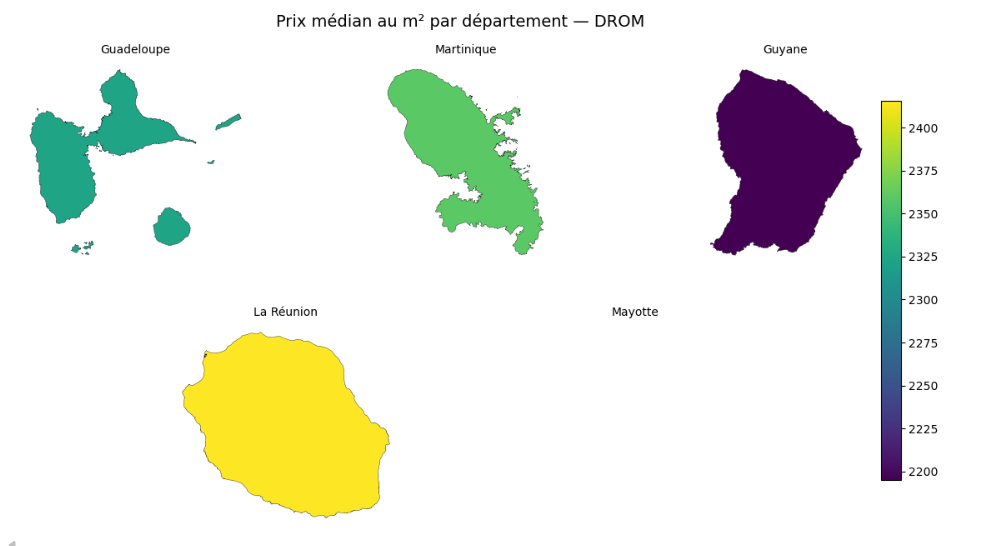 Prix médian au m² par département — DROM
Guadeloupe
Martinique
Guyane
2400
2375
2350
2325
2300
2275
2250
2225
2200
La Réunion
Mayotte